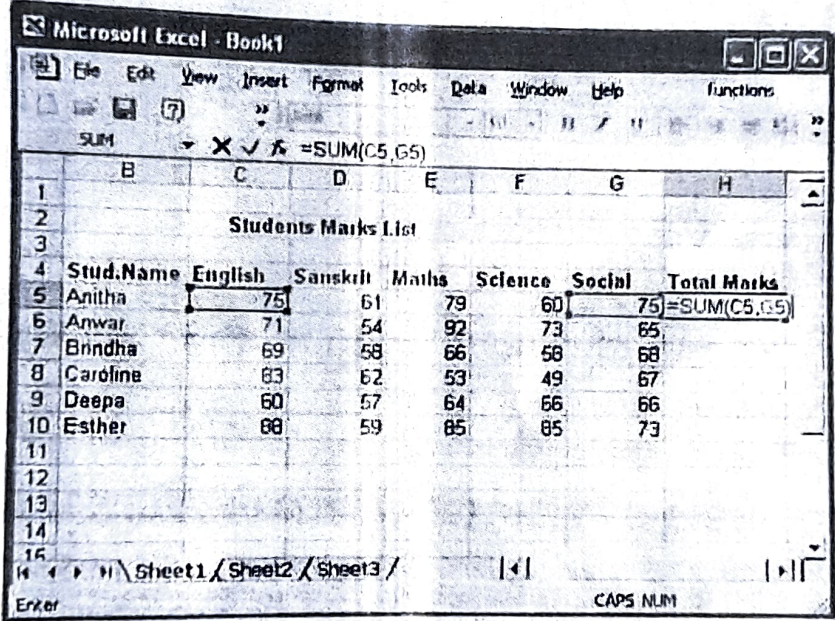 Microsoft Excel - Book1
File Edit View Insert Format Tools Data Window Help Functions
SUM =SUM(C5,G5)
B C D E F G H
1
2 Students Marks List
3
4 Stud.Name English Sanskrit Maths Science Social Total Marks
5 Anitha 75 61 79 60 75 =SUM(C5,G5)
6 Anwar 71 54 92 73 65
7 Brindha 69 58 66 58 68
8 Caroline 83 62 53 49 67
9 Deepa 60 57 64 66 66
10 Esther 88 59 85 85 73
11
12
13
14
15
Sheet1 Sheet2 Sheet3
Enter CAPS NUM